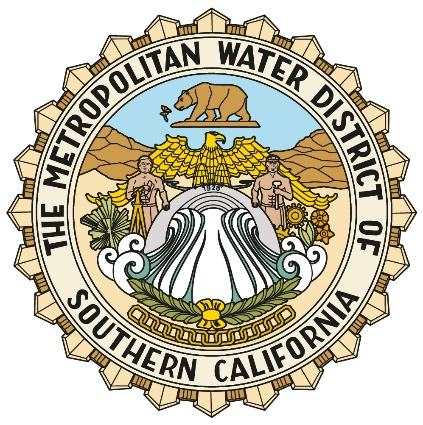 THE METROPOLITAN WATER DISTRICT OF
SOUTHERN CALIFORNIA
1928